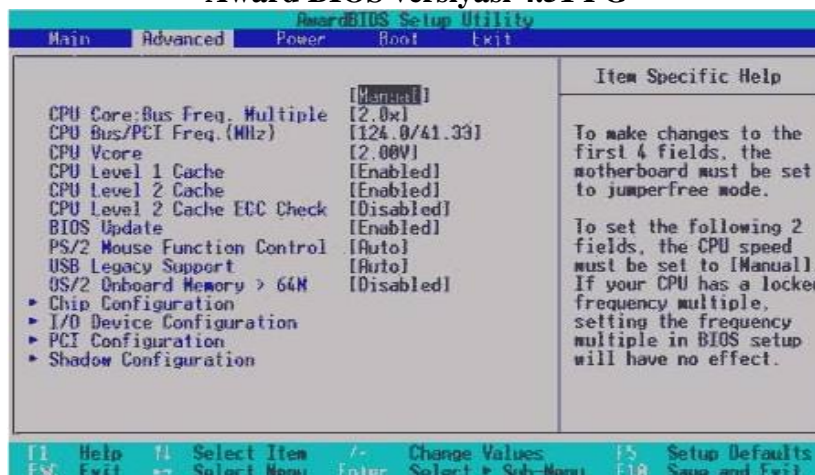 Award BIOS versiyası 4.51 PG
AwardBIOS Setup Utility
Main Advanced Power Boot Exit
Item Specific Help
[Manual]
CPU Core:Bus Freq. Multiple [2.0x]
CPU Bus/PCI Freq.(MHz) [124.0/41.33]
CPU Vcore [2.00V]
CPU Level 1 Cache [Enabled]
CPU Level 2 Cache [Enabled]
CPU Level 2 Cache ECC Check [Disabled]
BIOS Update [Enabled]
PS/2 Mouse Function Control [Auto]
USB Legacy Support [Auto]
OS/2 Onboard Memory > 64M [Disabled]
Chip Configuration
I/O Device Configuration
PCI Configuration
Shadow Configuration
To make changes to the
first 4 fields, the
motherboard must be set
to jumperfree mode.
To set the following 2
fields, the CPU speed
must be set to [Manual]
If your CPU has a locked
frequency multiple,
setting the frequency
multiple in BIOS setup
will have no effect.
F1 Help ↑↓ Select Item -/+ Change Values F5 Setup Defaults
ESC Exit ←→ Select Menu Enter Select ▸ Sub-Menu F10 Save and Exit